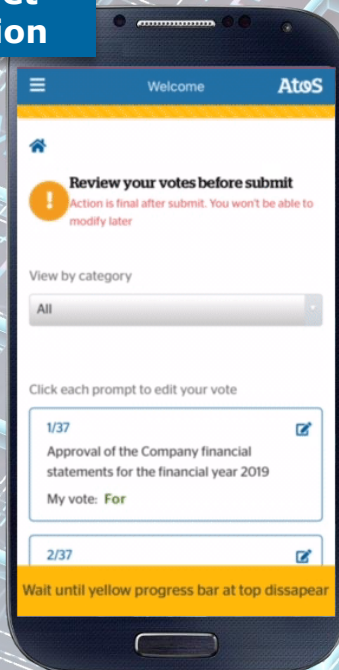 ion
Welcome
AtoS
Review your votes before submit
Action is final after submit. You won't be able to
modify later
View by category
All
Click each prompt to edit your vote
1/37
Approval of the Company financial
statements for the financial year 2019
My vote: For
2/37
Wait until yellow progress bar at top dissapear